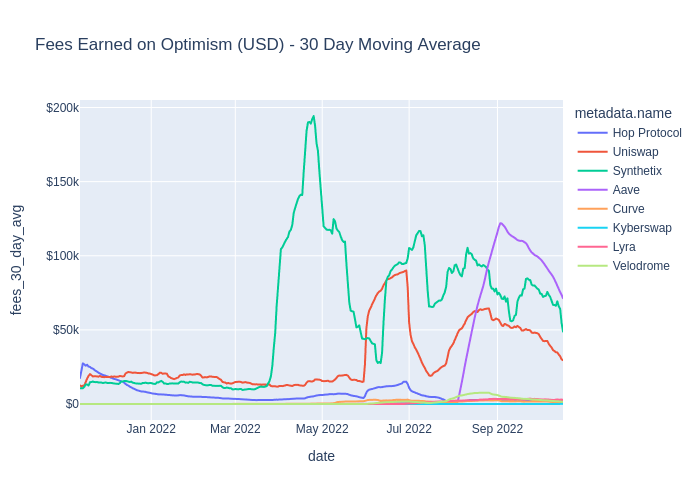 Fees Earned on Optimism (USD) - 30 Day Moving Average
metadata.name
Hop Protocol
Uniswap
Synthetix
Aave
Curve
Kyberswap
Lyra
Velodrome
fees_30_day_avg
$200k
$150k
$100k
$50k
$0
Jan 2022
Mar 2022
May 2022
Jul 2022
Sep 2022
date